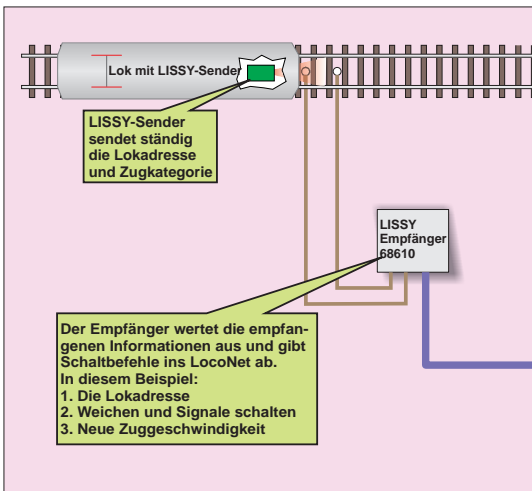 Lok mit LISSY-Sender
LISSY-Sender
sendet ständig
die Lokadresse
und Zugkategorie
LISSY
Empfänger
68610
Der Empfänger wertet die empfan-
genen Informationen aus und gibt
Schaltbefehle ins LocoNet ab.
In diesem Beispiel:
1. Die Lokadresse
2. Weichen und Signale schalten
3. Neue Zuggeschwindigkeit